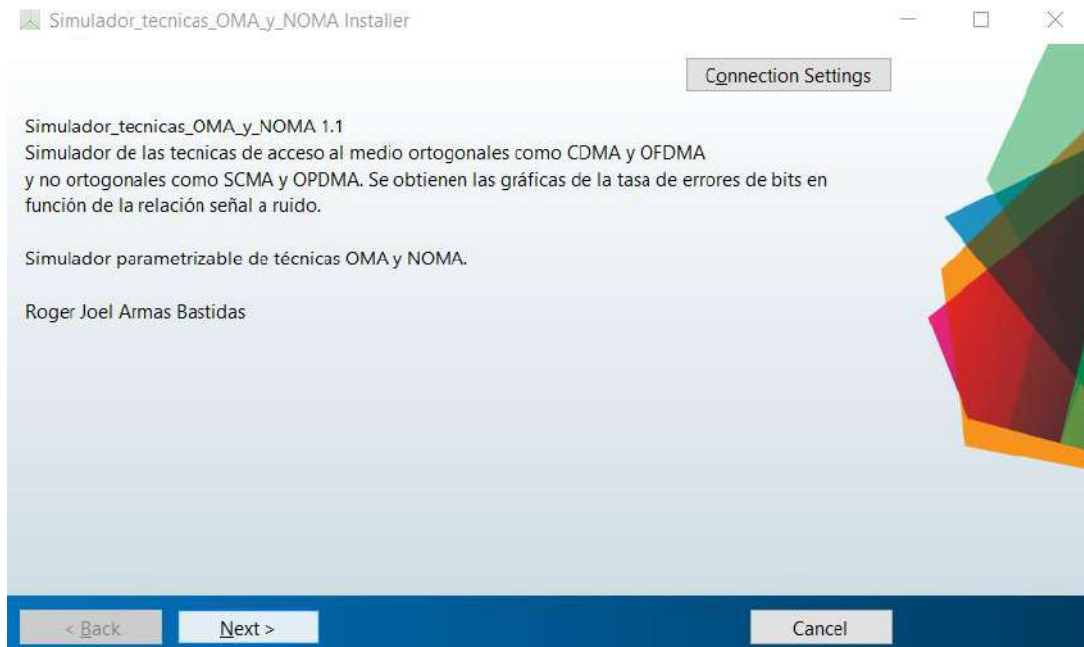 Simulador_tecnicas_OMA_y_NOMA Installer
Connection Settings
Simulador_tecnicas_OMA_y_NOMA 1.1
Simulador de las tecnicas de acceso al medio ortogonales como CDMA y OFDMA
y no ortogonales como SCMA y OPDMA. Se obtienen las gráficas de la tasa de errores de bits en
función de la relación señal a ruido.
Simulador parametrizable de técnicas OMA y NOMA.
Roger Joel Armas Bastidas
< Back
Next >
Cancel